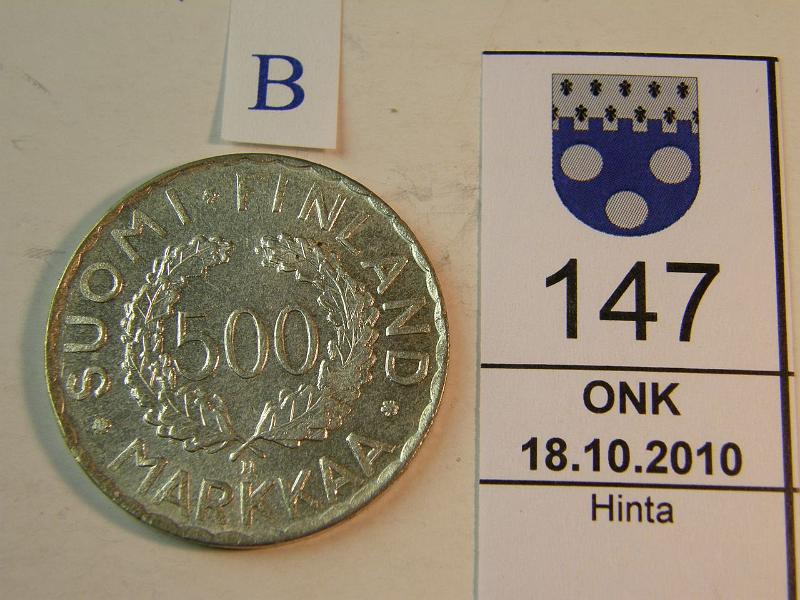 B
SUOMI • FINLAND
500
H
MARKKAA
147
ONK
18.10.2010
Hinta